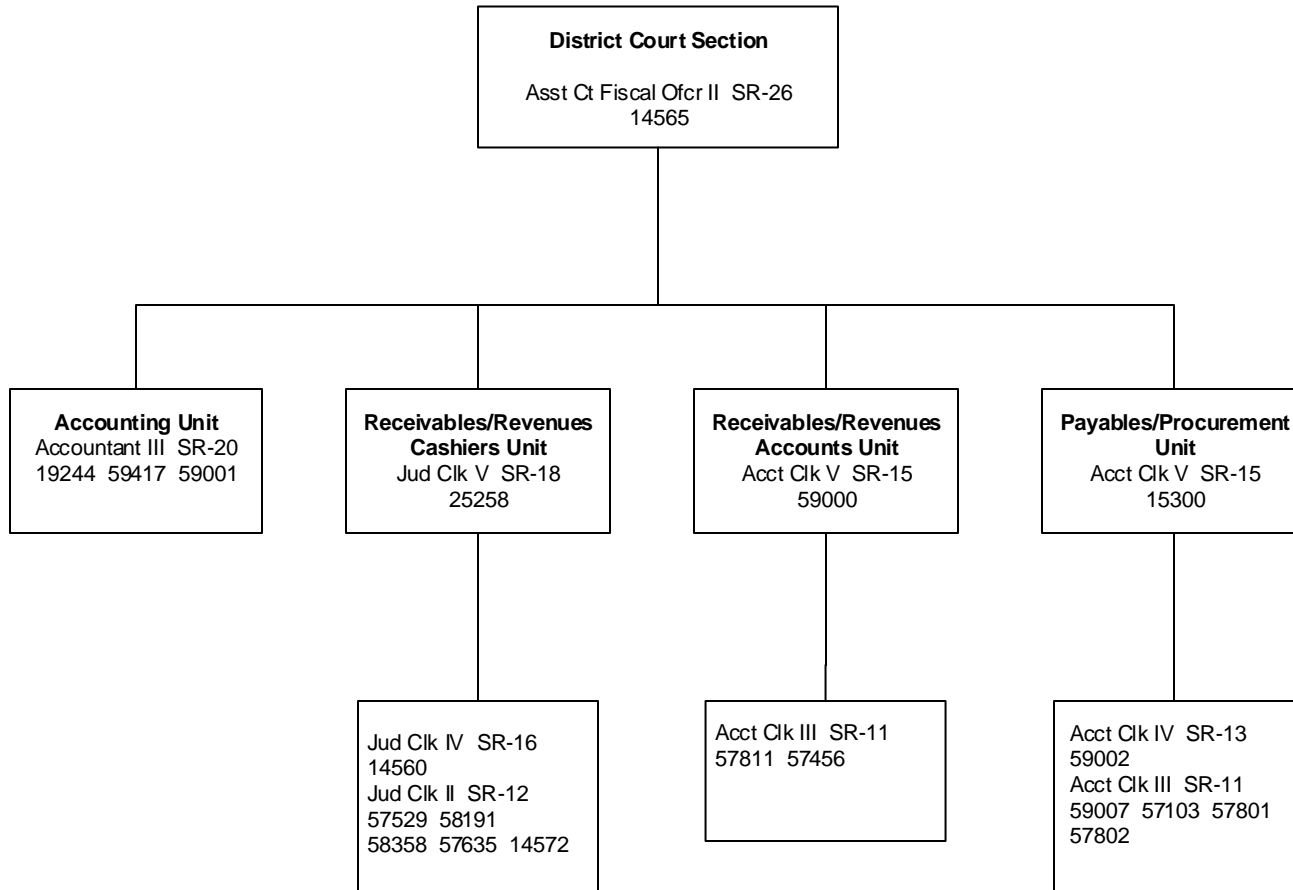 District Court Section
Asst Ct Fiscal Ofcr II SR-26
14565
Accounting Unit
Accountant III SR-20
19244 59417 59001
Receivables/Revenues
Cashiers Unit
Jud Clk V SR-18
25258
Receivables/Revenues
Accounts Unit
Acct Clk V SR-15
59000
Payables/Procurement
Unit
Acct Clk V SR-15
15300
Jud Clk IV SR-16
14560
Jud Clk II SR-12
57529 58191
58358 57635 14572
Acct Clk III SR-11
57811 57456
Acct Clk IV SR-13
59002
Acct Clk III SR-11
59007 57103 57801
57802